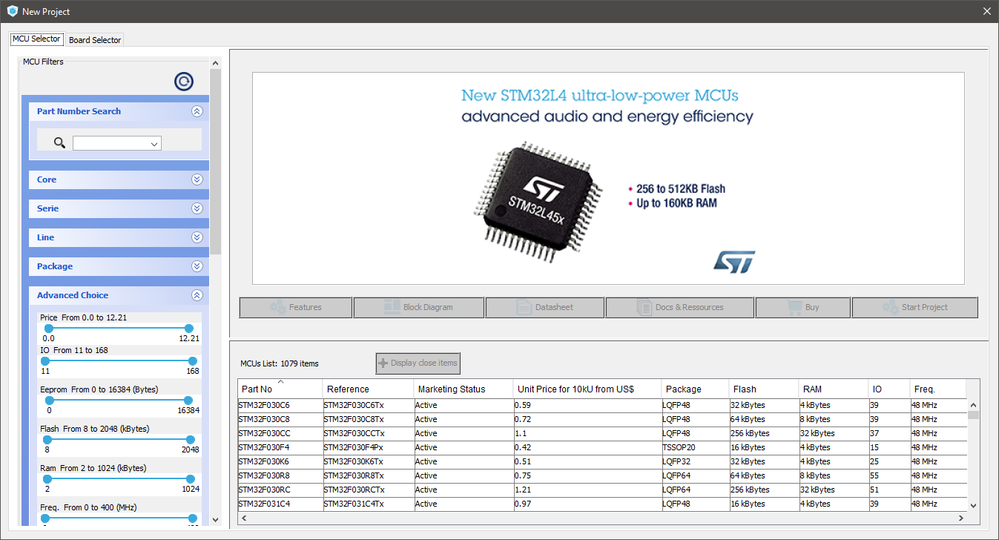 New Project
MCU Selector Board Selector
MCU Filters
Part Number Search
Core
Serie
Line
Package
Advanced Choice
Price From 0.0 to 12.21
0.0 12.21
IO From 11 to 168
11 168
Eeprom From 0 to 16384 (Bytes)
0 16384
Flash From 8 to 2048 (kBytes)
8 2048
Ram From 2 to 1024 (kBytes)
2 1024
Freq. From 0 to 400 (MHz)
New STM32L4 ultra-low-power MCUs
advanced audio and energy efficiency
ST
STM32L45x
• 256 to 512KB Flash
• Up to 160KB RAM
ST
Features Block Diagram Datasheet Docs & Ressources Buy Start Project
MCUs List: 1079 items Display close items
Part No Reference Marketing Status Unit Price for 10kU from US$ Package Flash RAM IO Freq.
STM32F030C6 STM32F030C6Tx Active 0.59 LQFP48 32 kBytes 4 kBytes 39 48 MHz
STM32F030C8 STM32F030C8Tx Active 0.72 LQFP48 64 kBytes 8 kBytes 39 48 MHz
STM32F030CC STM32F030CCTx Active 1.1 LQFP48 256 kBytes 32 kBytes 37 48 MHz
STM32F030F4 STM32F030F4Px Active 0.42 TSSOP20 16 kBytes 4 kBytes 15 48 MHz
STM32F030K6 STM32F030K6Tx Active 0.51 LQFP32 32 kBytes 4 kBytes 25 48 MHz
STM32F030R8 STM32F030R8Tx Active 0.75 LQFP64 64 kBytes 8 kBytes 55 48 MHz
STM32F030RC STM32F030RCTx Active 1.21 LQFP64 256 kBytes 32 kBytes 51 48 MHz
STM32F031C4 STM32F031C4Tx Active 0.97 LQFP48 16 kBytes 4 kBytes 39 48 MHz